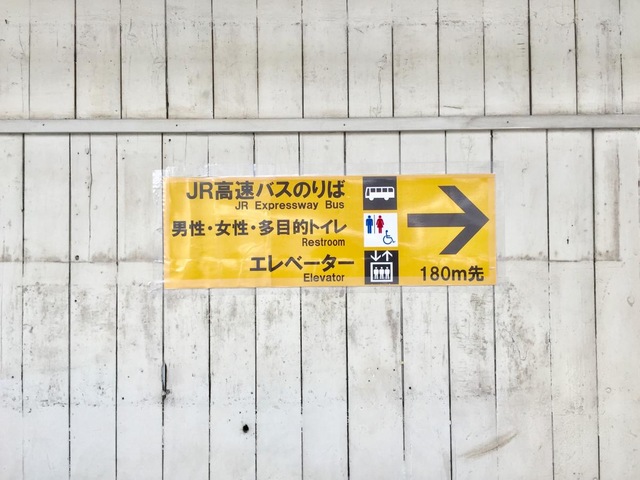 JR高速バスのりば
JR Expressway Bus
男性・女性・多目的トイレ
Restroom
エレベーター
Elevator
180m先